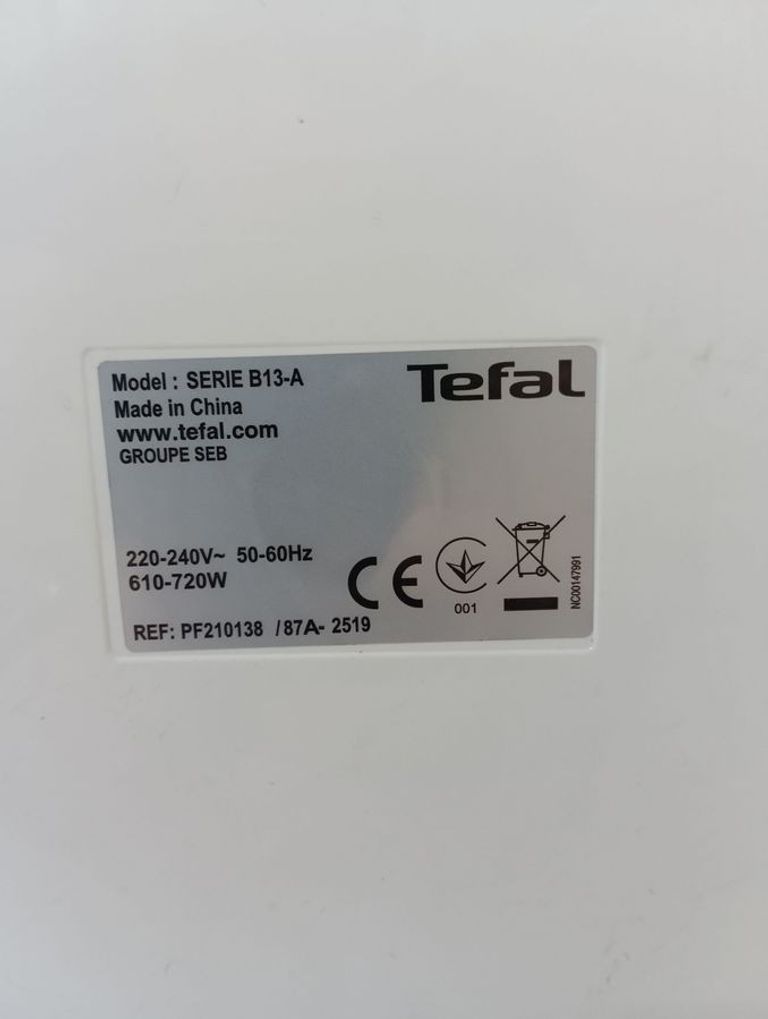 Model : SERIE B13-A
Tefal
Made in China
www.tefal.com
GROUPE SEB
220-240V~ 50-60Hz
610-720W
CE
001
NC00147991
REF: PF210138 /87A- 2519